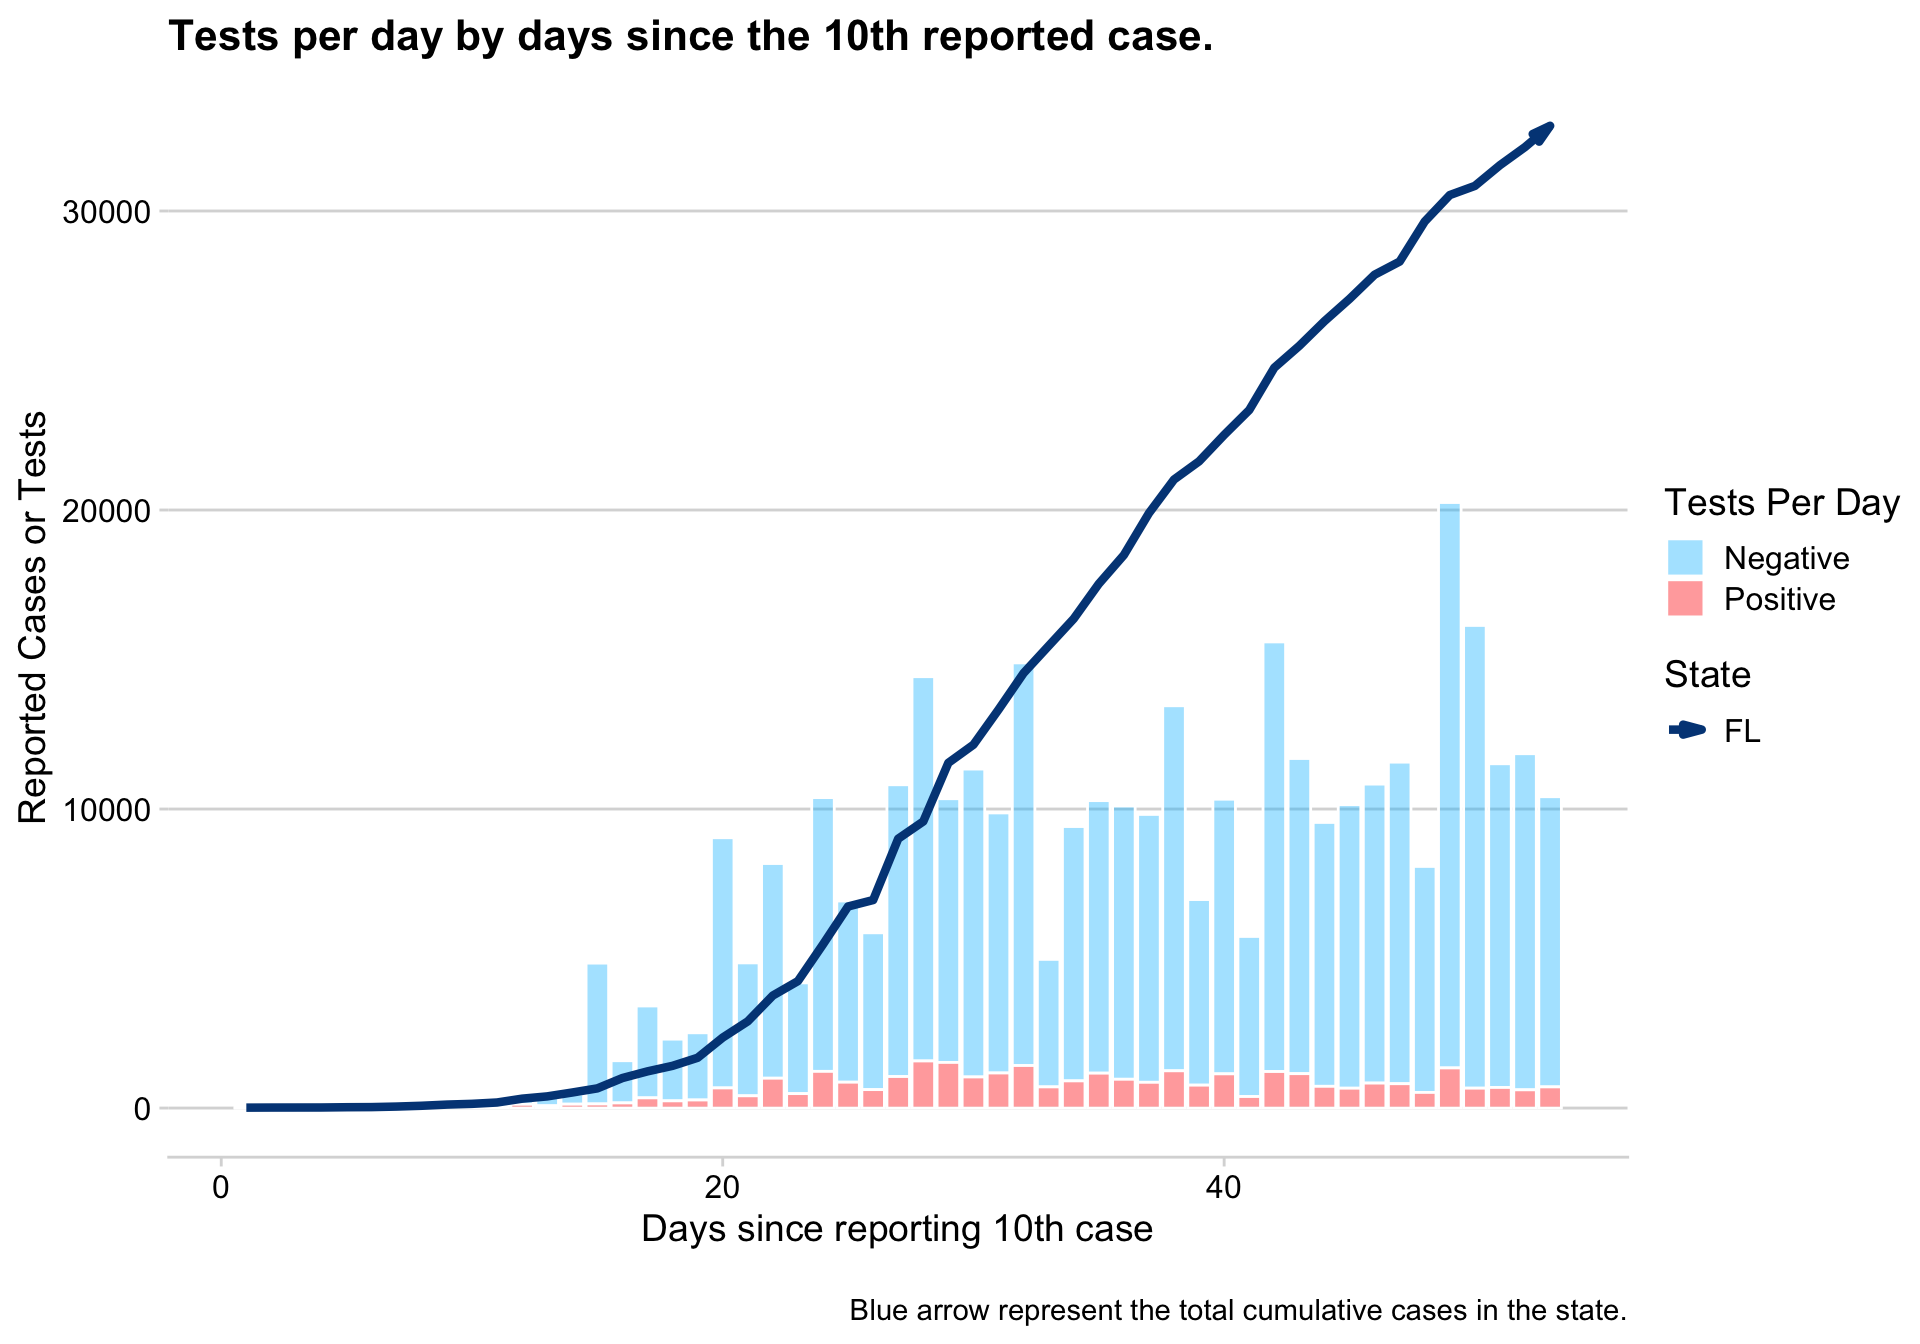 Tests per day by days since the 10th reported case.
30000
20000
10000
0
Reported Cases or Tests
0
20
40
Days since reporting 10th case
Tests Per Day
Negative
Positive
State
FL
Blue arrow represent the total cumulative cases in the state.